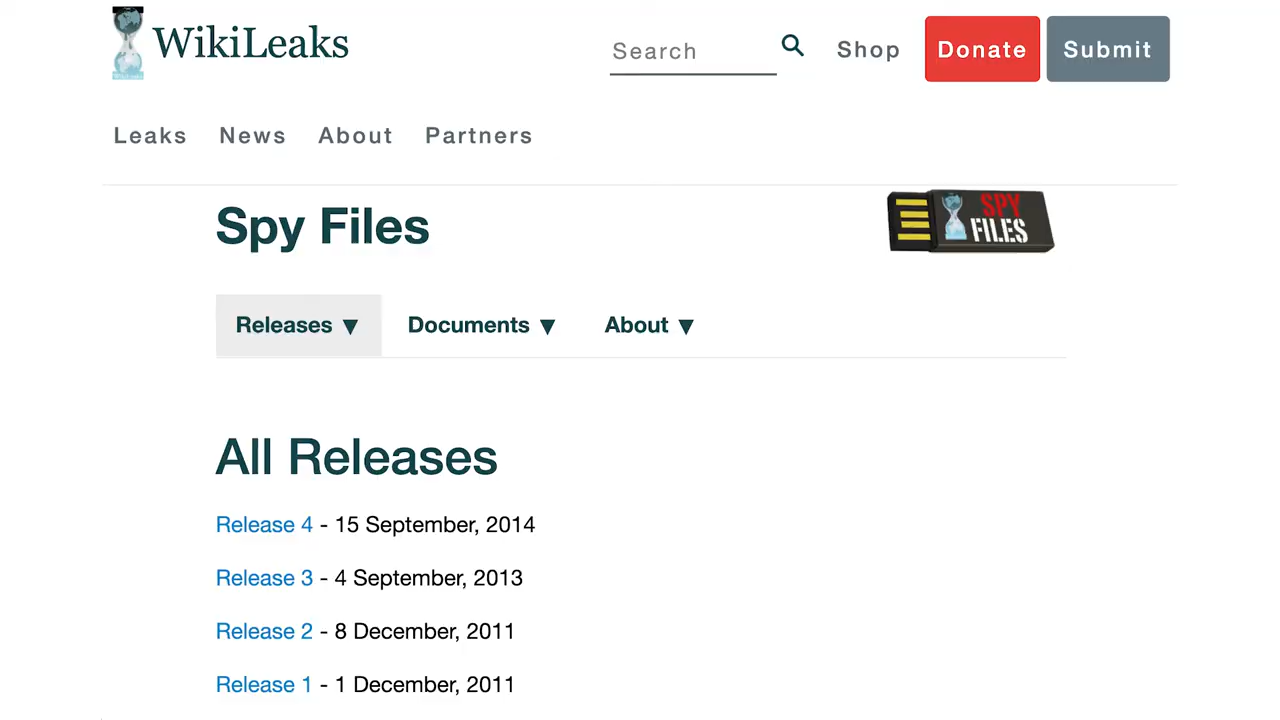 WikiLeaks
Search
Shop
Donate
Submit
Leaks News About Partners
Spy Files
SPY
FILES
Releases ▼ Documents ▼ About ▼
All Releases
Release 4 - 15 September, 2014
Release 3 - 4 September, 2013
Release 2 - 8 December, 2011
Release 1 - 1 December, 2011